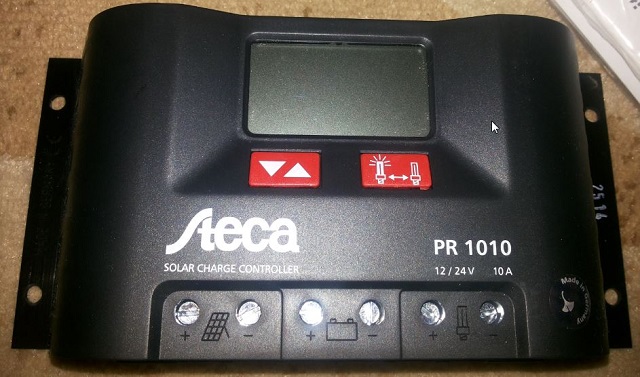 Steca
SOLAR CHARGE CONTROLLER
PR 1010
12 / 24 V 10 A
2514
Made in Germany
+ - + - + -